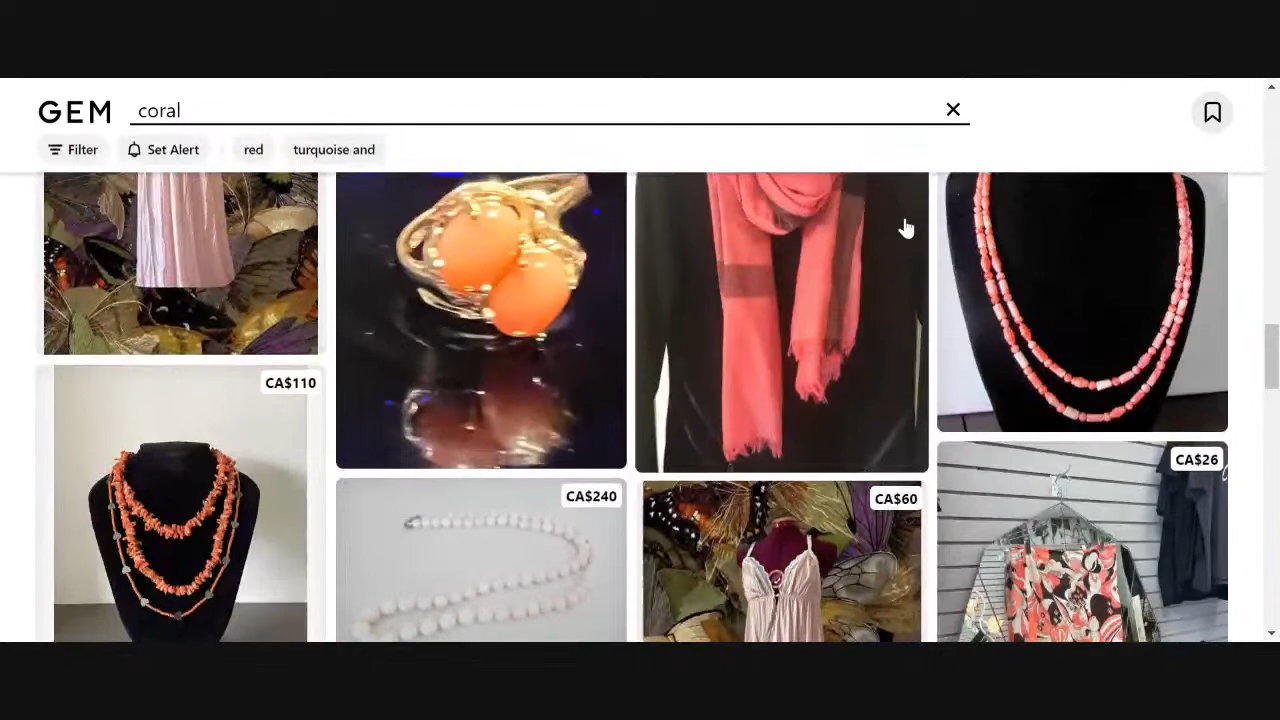 GEM
coral
Filter
Set Alert
red
turquoise and
CA$110
CA$240
CA$60
CA$26